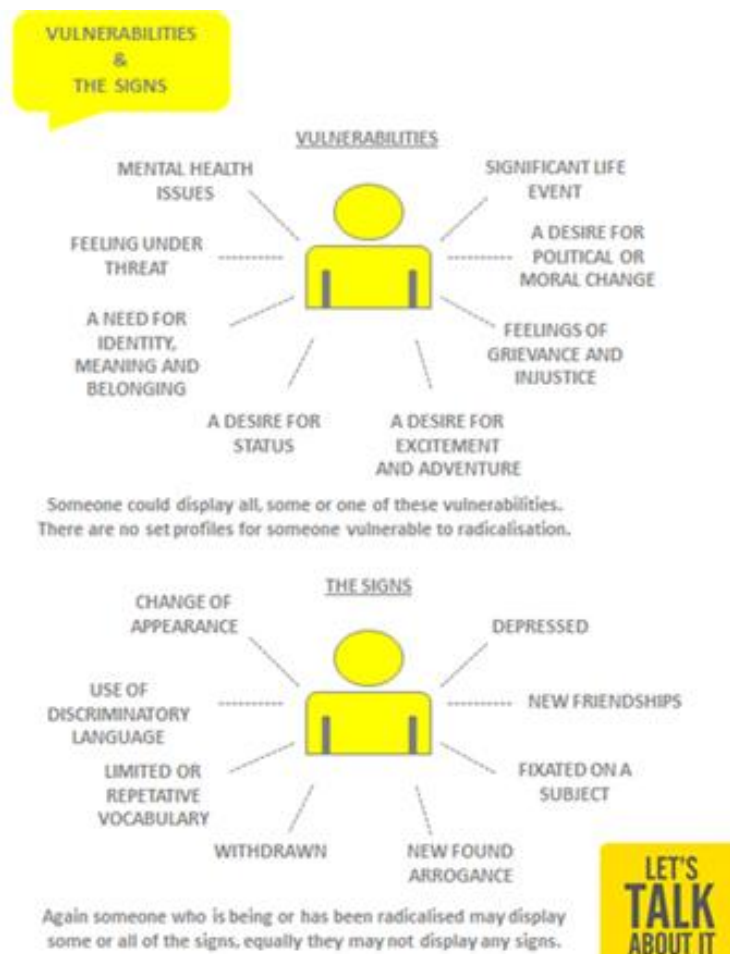 VULNERABILITIES
&
THE SIGNS
VULNERABILITIES
MENTAL HEALTH
ISSUES
SIGNIFICANT LIFE
EVENT
FEELING UNDER
THREAT
A DESIRE FOR
POLITICAL OR
MORAL CHANGE
A NEED FOR
IDENTITY,
MEANING AND
BELONGING
FEELINGS OF
GRIEVANCE AND
INJUSTICE
A DESIRE FOR
STATUS
A DESIRE FOR
EXCITEMENT
AND ADVENTURE
Someone could display all, some or one of these vulnerabilities.
There are no set profiles for someone vulnerable to radicalisation.
THE SIGNS
CHANGE OF
APPEARANCE
DEPRESSED
USE OF
DISCRIMINATORY
LANGUAGE
NEW FRIENDSHIPS
LIMITED OR
REPETATIVE
VOCABULARY
FIXATED ON A
SUBJECT
WITHDRAWN
NEW FOUND
ARROGANCE
Again someone who is being or has been radicalised may display
some or all of the signs, equally they may not display any signs.
LET'S
TALK
ABOUT IT